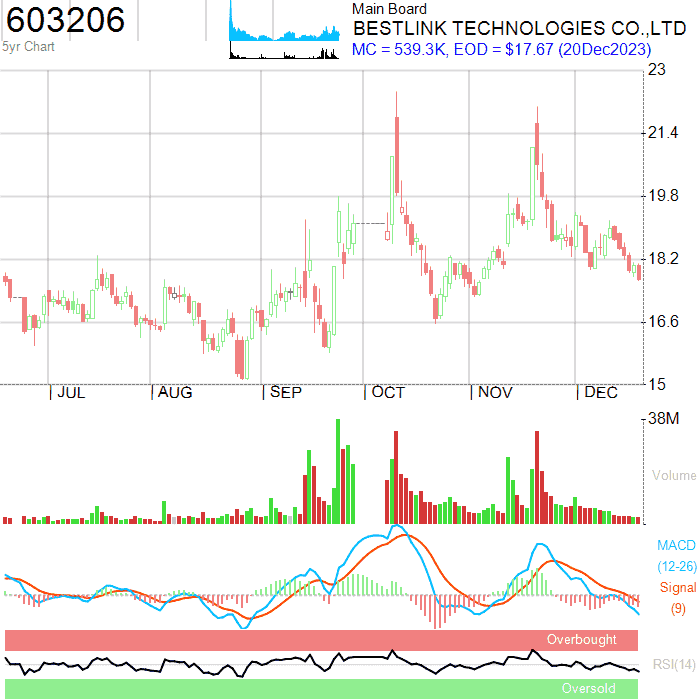 603206
5yr Chart
Main Board
BESTLINK TECHNOLOGIES CO.,LTD
MC = 539.3K, EOD = $17.67 (20Dec2023)
23
21.4
19.8
18.2
16.6
15
JUL AUG SEP OCT NOV DEC
38M
Volume
MACD
(12-26)
Signal
(9)
Overbought
RSI(14)
Oversold